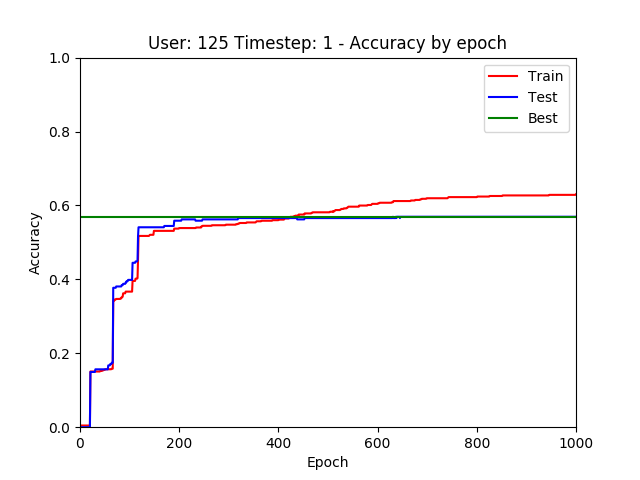 User: 125 Timestep: 1 - Accuracy by epoch
1.0
0.8
0.6
0.4
0.2
0.0
Accuracy
0 200 400 600 800 1000
Epoch
Train
Test
Best